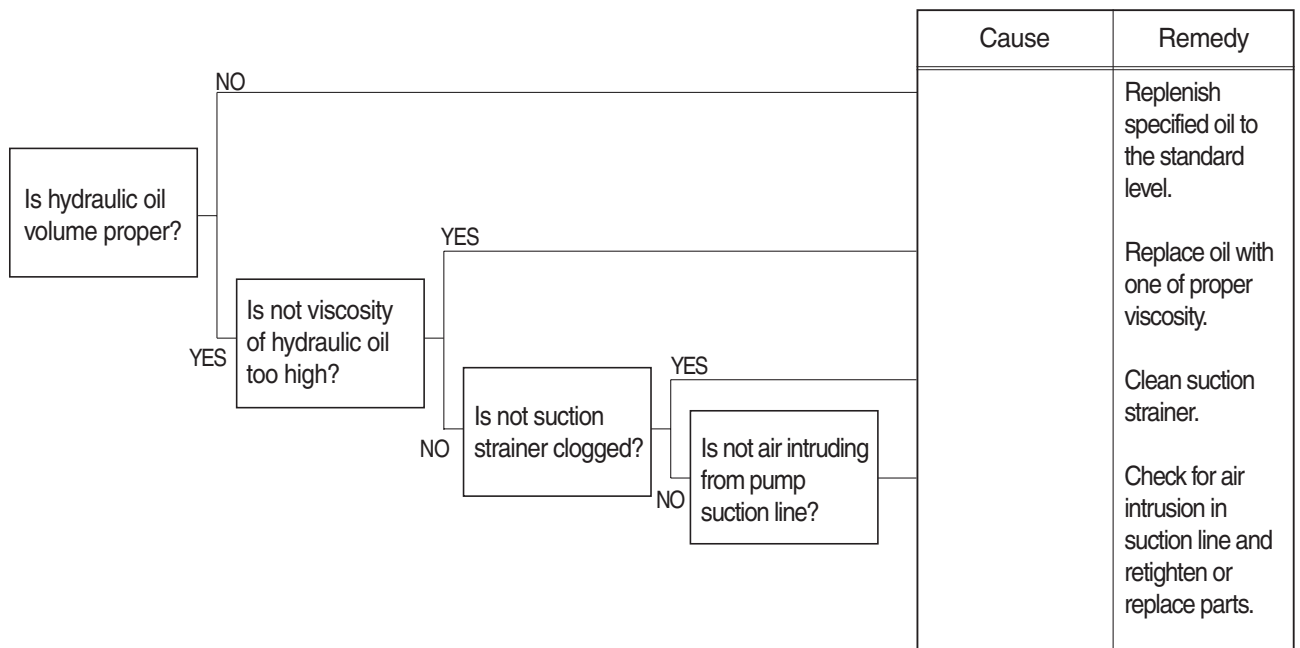 Cause
Remedy
NO
Replenish
specified oil to
the standard
level.
Is hydraulic oil
volume proper?
YES
Replace oil with
one of proper
viscosity.
YES
Is not viscosity
of hydraulic oil
too high?
YES
Clean suction
strainer.
NO
Is not suction
strainer clogged?
NO
Is not air intruding
from pump
suction line?
Check for air
intrusion in
suction line and
retighten or
replace parts.